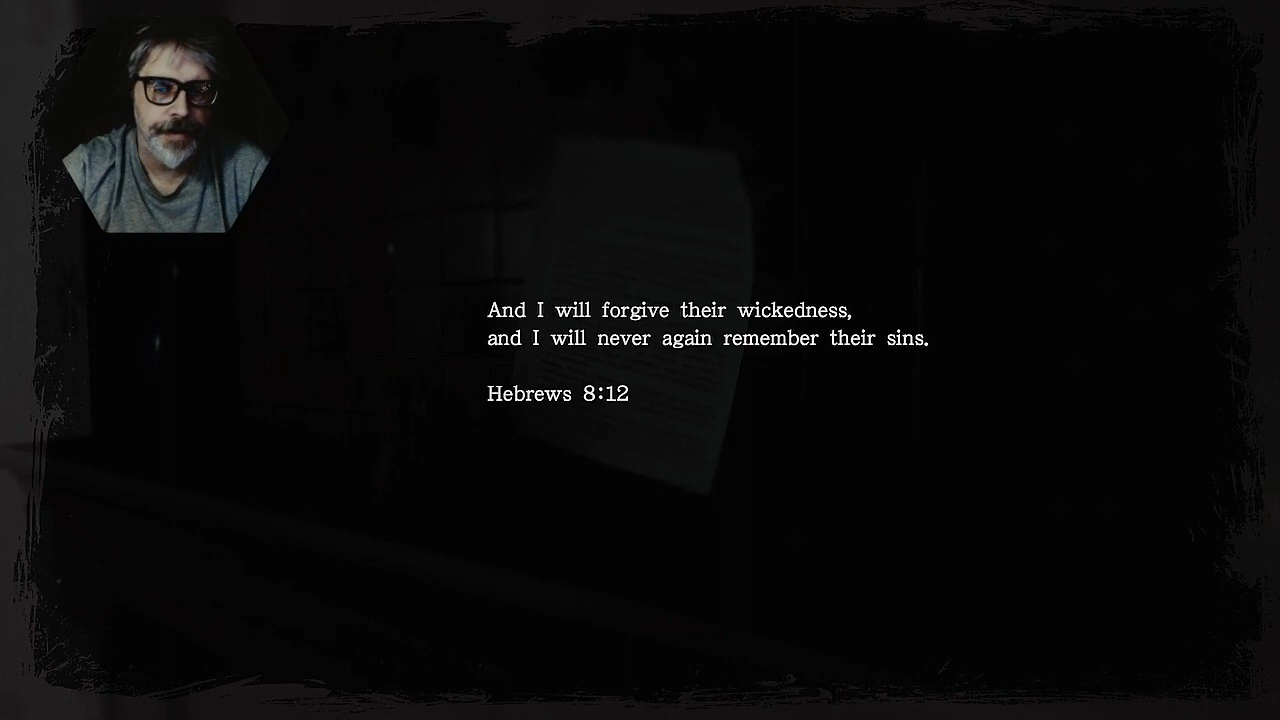 And I will forgive their wickedness,
and I will never again remember their sins.
Hebrews 8:12